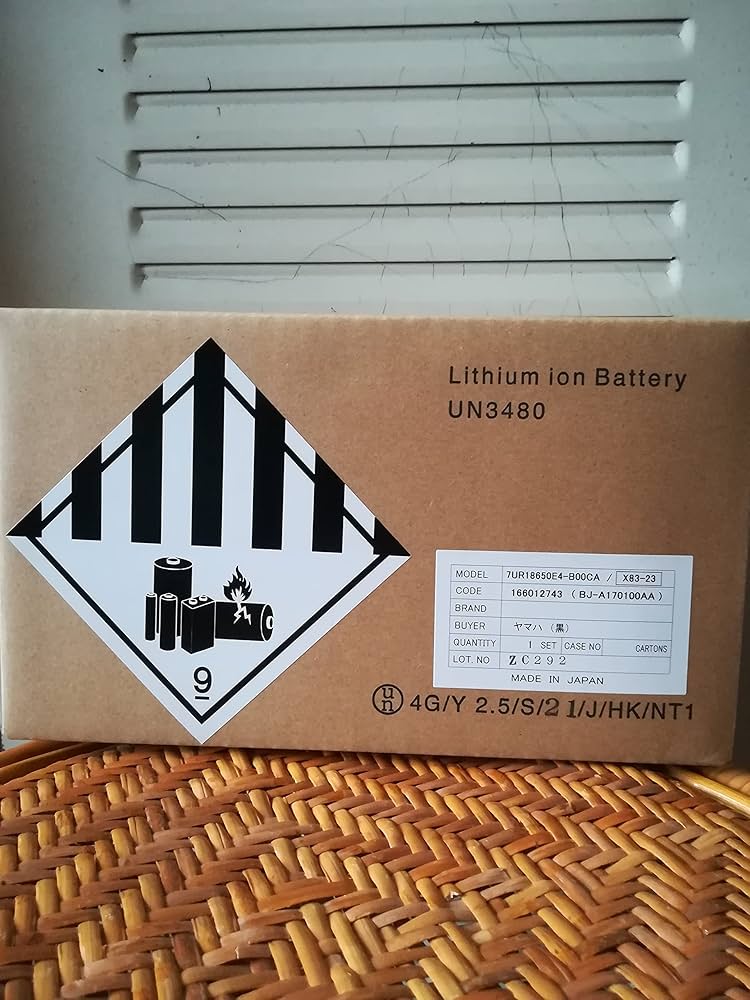 Lithium ion Battery
UN3480
MODEL 7UR18650E4-B00CA / X83-23
CODE 166012743 (BJ-A170100AA)
BRAND
BUYER ヤマハ (黒)
QUANTITY 1 SET CASE NO CARTONS
LOT. NO ZC292
MADE IN JAPAN
9
un 4G/Y 2.5/S/21/J/HK/NT1